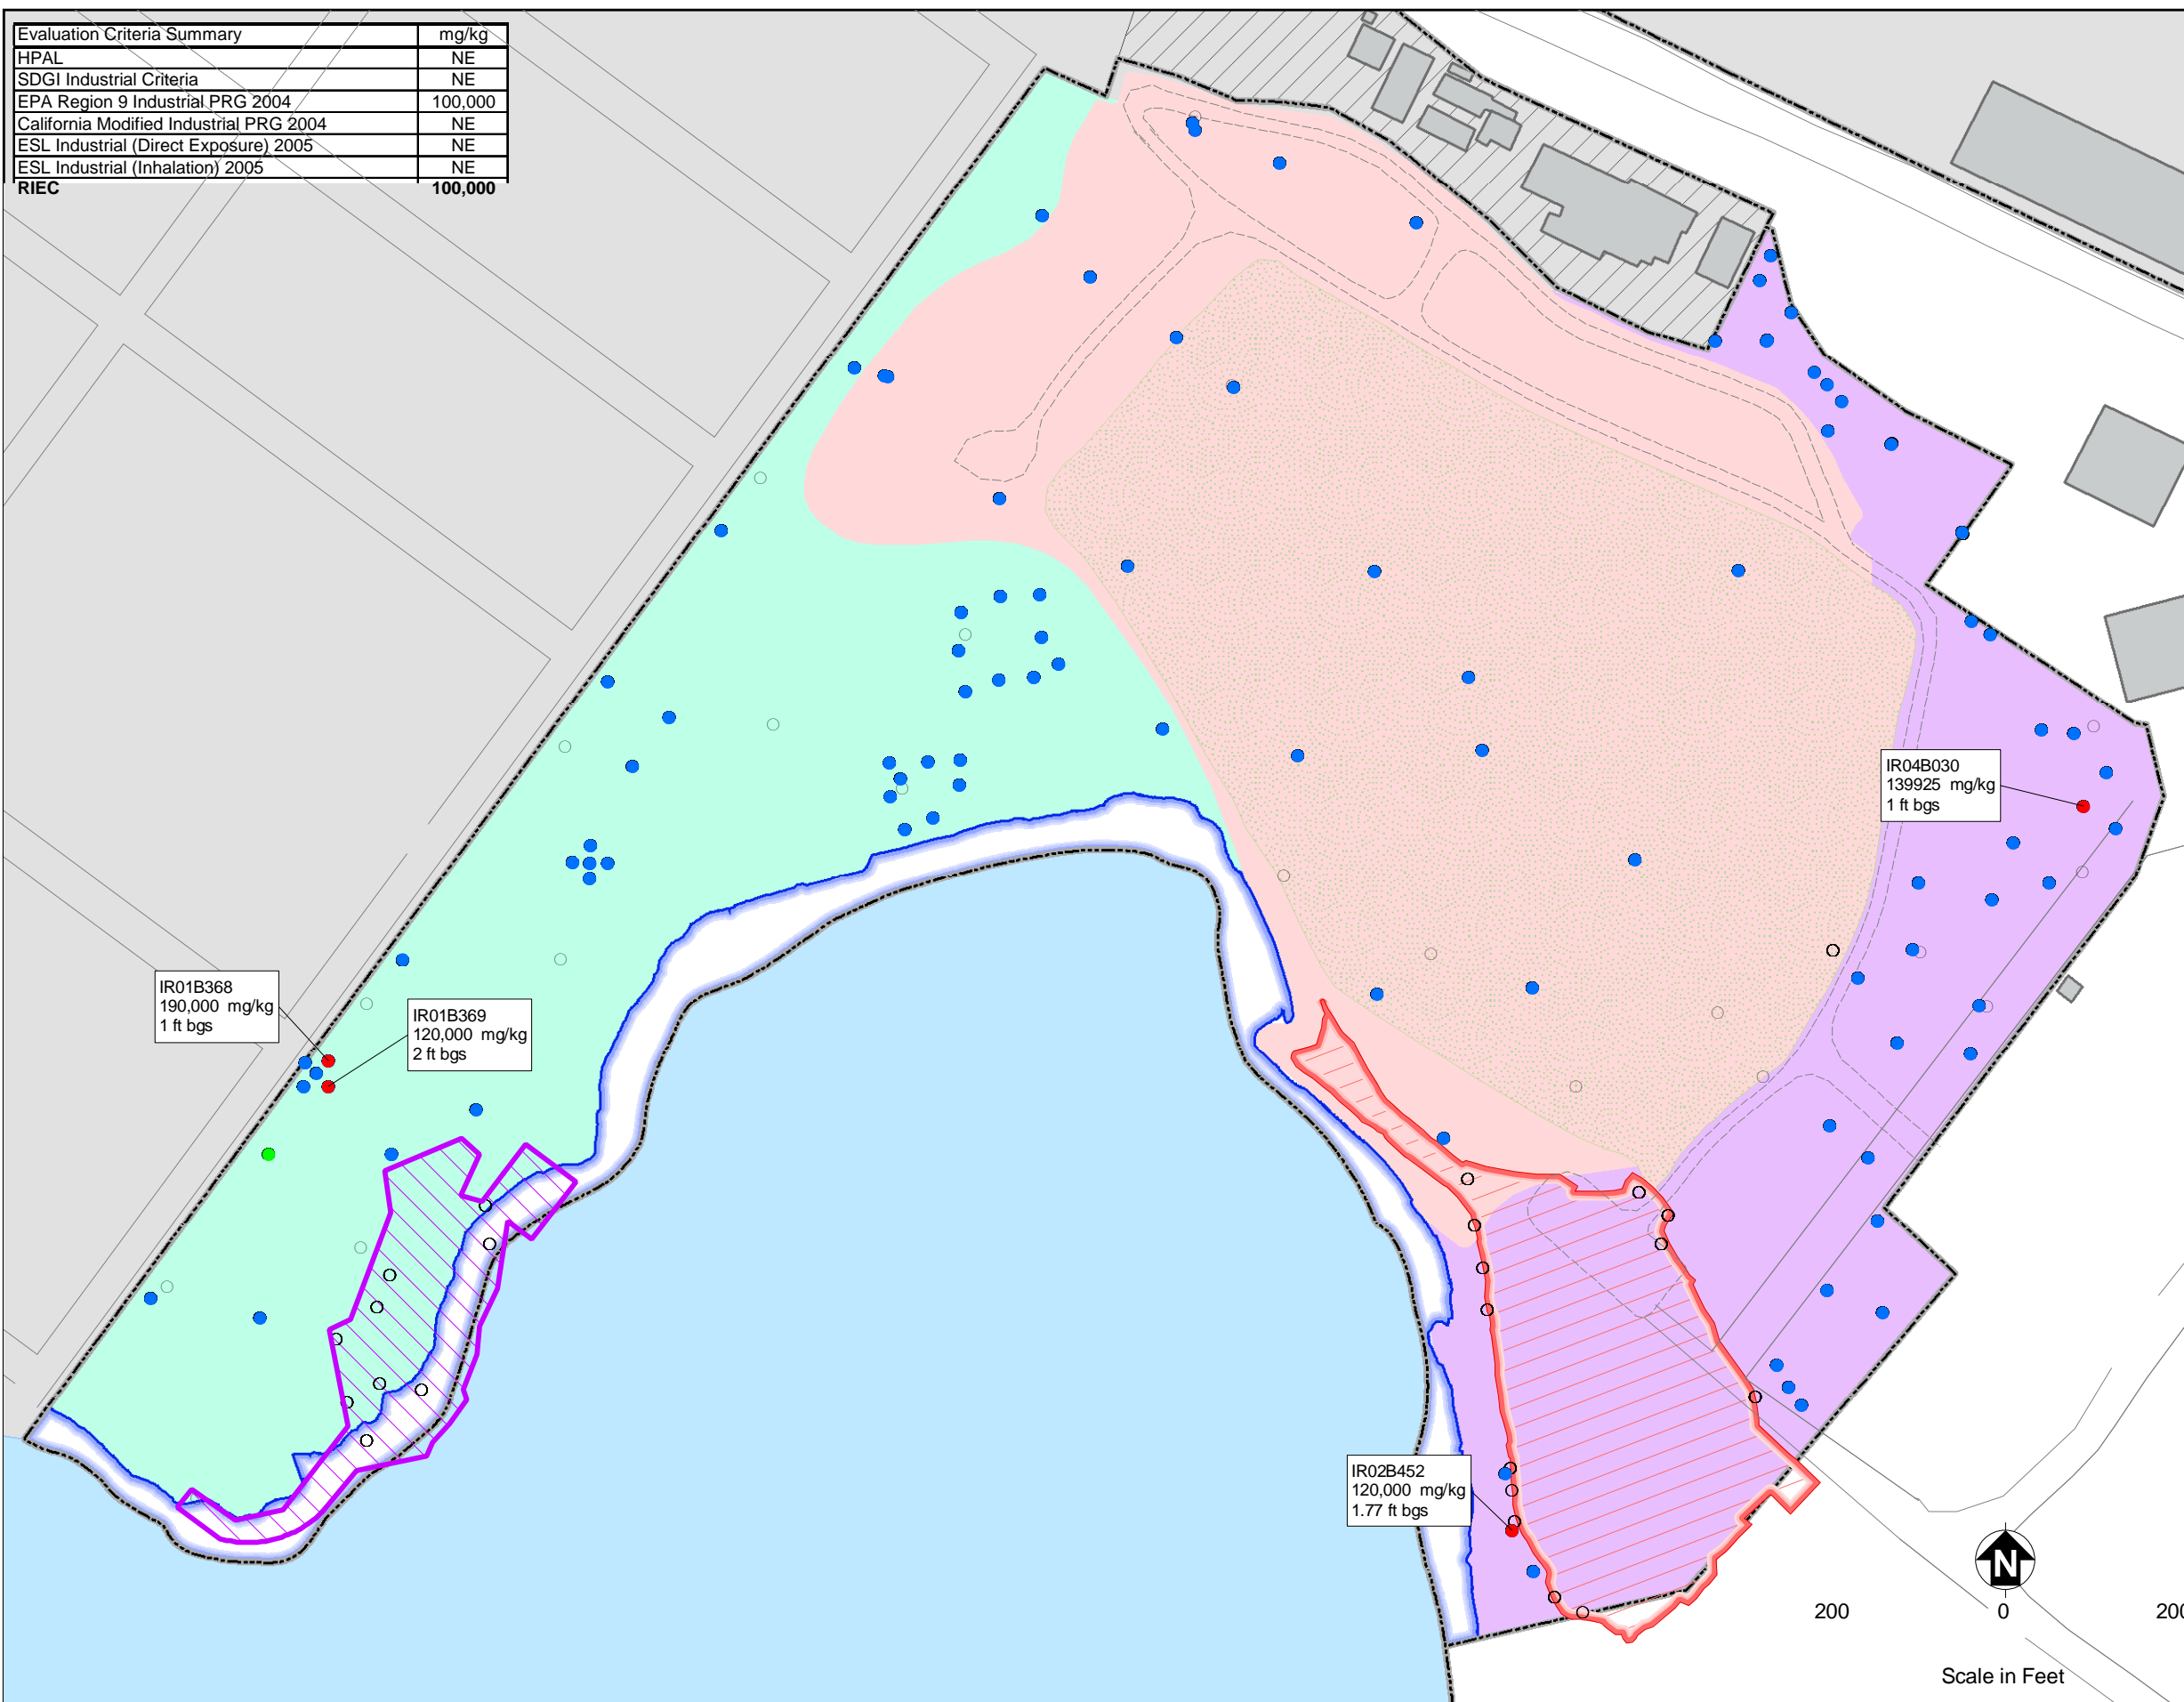 Evaluation Criteria Summary mg/kg
HPAL NE
SDGI Industrial Criteria NE
EPA Region 9 Industrial PRG 2004 100,000
California Modified Industrial PRG 2004 NE
ESL Industrial (Direct Exposure) 2005 NE
ESL Industrial (Inhalation) 2005 NE
RIEC 100,000
IR04B030
139925 mg/kg
1 ft bgs
IR01B368
190,000 mg/kg
1 ft bgs
IR01B369
120,000 mg/kg
2 ft bgs
IR02B452
120,000 mg/kg
1.77 ft bgs
N
200 0 200
Scale in Feet